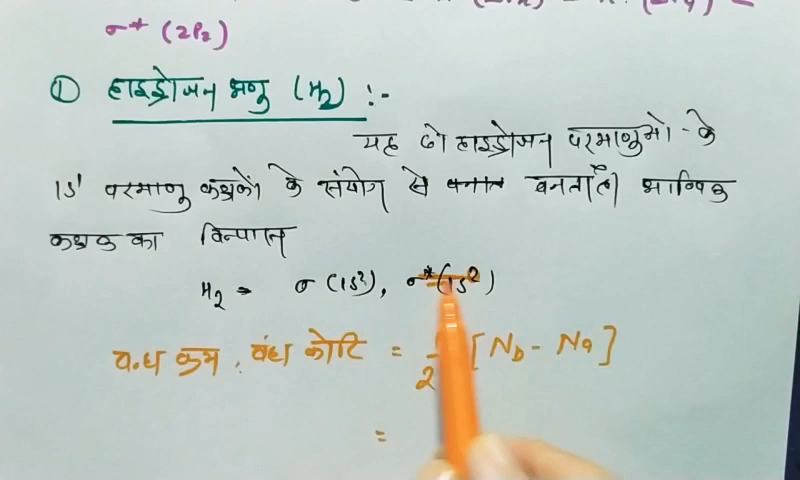 σ* (2Pz)
① हाइड्रोजन अणु (H2) :-
यह दो हाइड्रोजन परमाणुओ के
1S' परमाणु कक्षकों के संयोग से बनता है। आण्विक
कक्षक का विन्यास
H2 = σ (1S²), σ* (1S²)
बन्ध क्रम, बंध कोटि = 1/2 [Nb - Na]
=